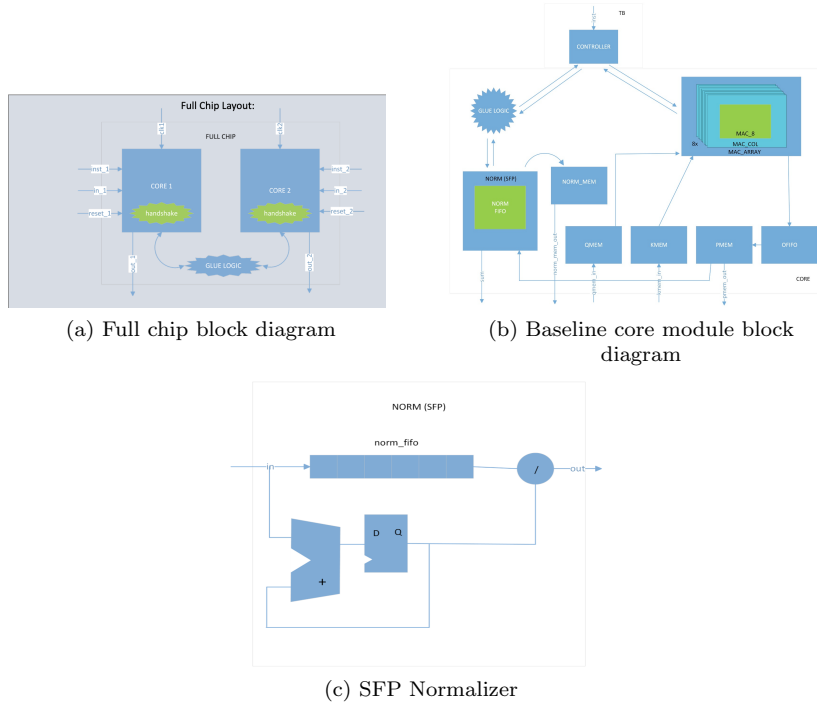 Full Chip Layout:
FULL CHIP
clk1
clk2
inst_1
in_1
reset_1
CORE 1
handshake
CORE 2
handshake
inst_2
in_2
reset_2
out_1
out_2
GLUE LOGIC
(a) Full chip block diagram
inst
TB
CONTROLLER
GLUE LOGIC
MAC_8
8x
MAC_COL
MAC_ARRAY
NORM (SFP)
NORM
FIFO
NORM_MEM
QMEM
KMEM
PMEM
OFIFO
CORE
sum
norm_mem_out
qmem_in
kmem_in
pmem_out
(b) Baseline core module block
diagram
NORM (SFP)
norm_fifo
in
/
out
D Q
+
(c) SFP Normalizer